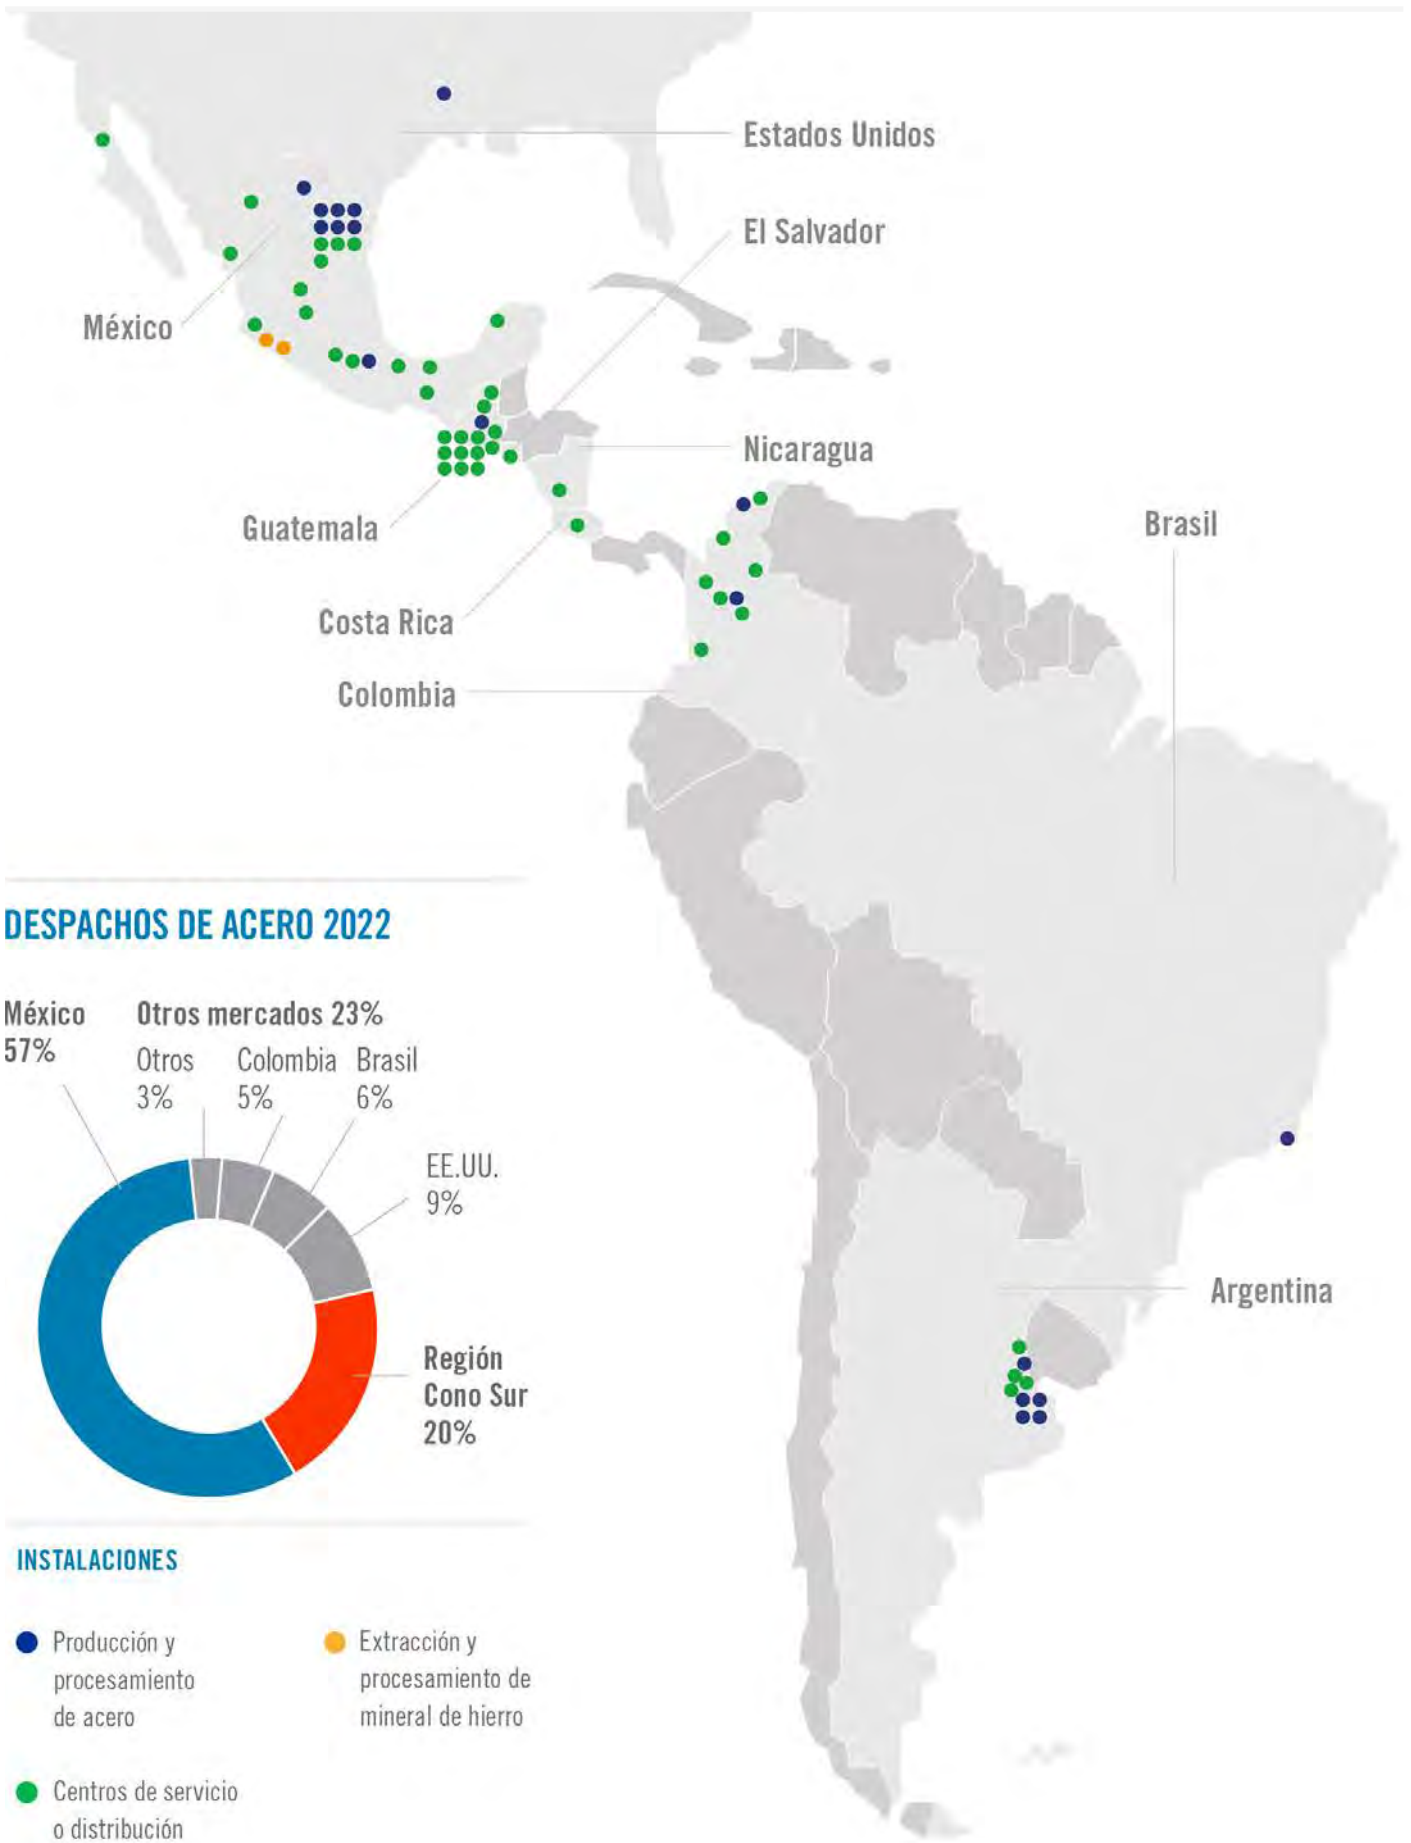 Estados Unidos
El Salvador
México
Nicaragua
Guatemala
Brasil
Costa Rica
Colombia
DESPACHOS DE ACERO 2022
México
57%
Otros mercados 23%
Otros
3%
Colombia
5%
Brasil
6%
EE.UU.
9%
Argentina
Región
Cono Sur
20%
INSTALACIONES
Producción y
procesamiento
de acero
Extracción y
procesamiento de
mineral de hierro
Centros de servicio
o distribución